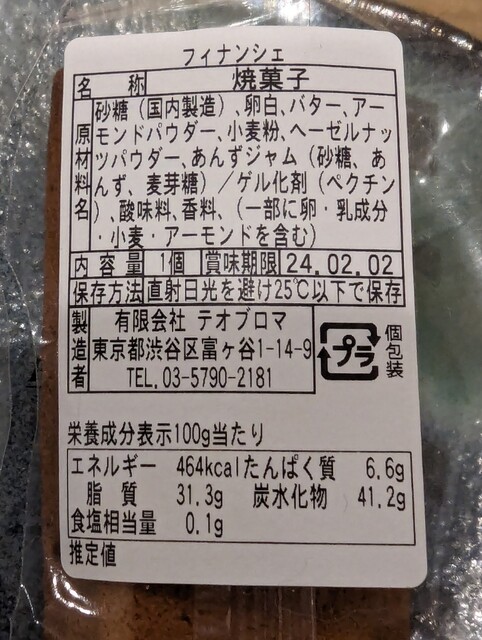 フィナンシェ
名称 焼菓子
原材料名 砂糖（国内製造）、卵白、バター、アー
モンドパウダー、小麦粉、ヘーゼルナッ
ツパウダー、あんずジャム（砂糖、あ
んず、麦芽糖）／ゲル化剤（ペクチン
）、酸味料、香料、（一部に卵・乳成分
・小麦・アーモンドを含む）
内容量 1個 賞味期限 24.02.02
保存方法 直射日光を避け25℃以下で保存
製造者 有限会社 テオブロマ
東京都渋谷区富ヶ谷1-14-9
TEL.03-5790-2181
プラ 個包装
栄養成分表示100g当たり
エネルギー 464kcal たんぱく質 6.6g
脂質 31.3g 炭水化物 41.2g
食塩相当量 0.1g
推定値